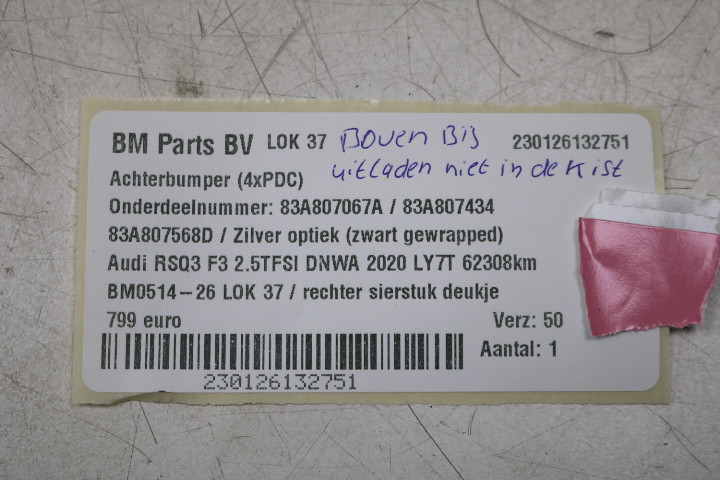 BM Parts BV LOK 37 Boven Bij 230126132751
uitladen niet in de kist
Achterbumper (4xPDC)
Onderdeelnummer: 83A807067A / 83A807434
83A807568D / Zilver optiek (zwart gewrapped)
Audi RSQ3 F3 2.5TFSI DNWA 2020 LY7T 62308km
BM0514--26 LOK 37 / rechter sierstuk deukje
799 euro Verz: 50
Aantal: 1
230126132751